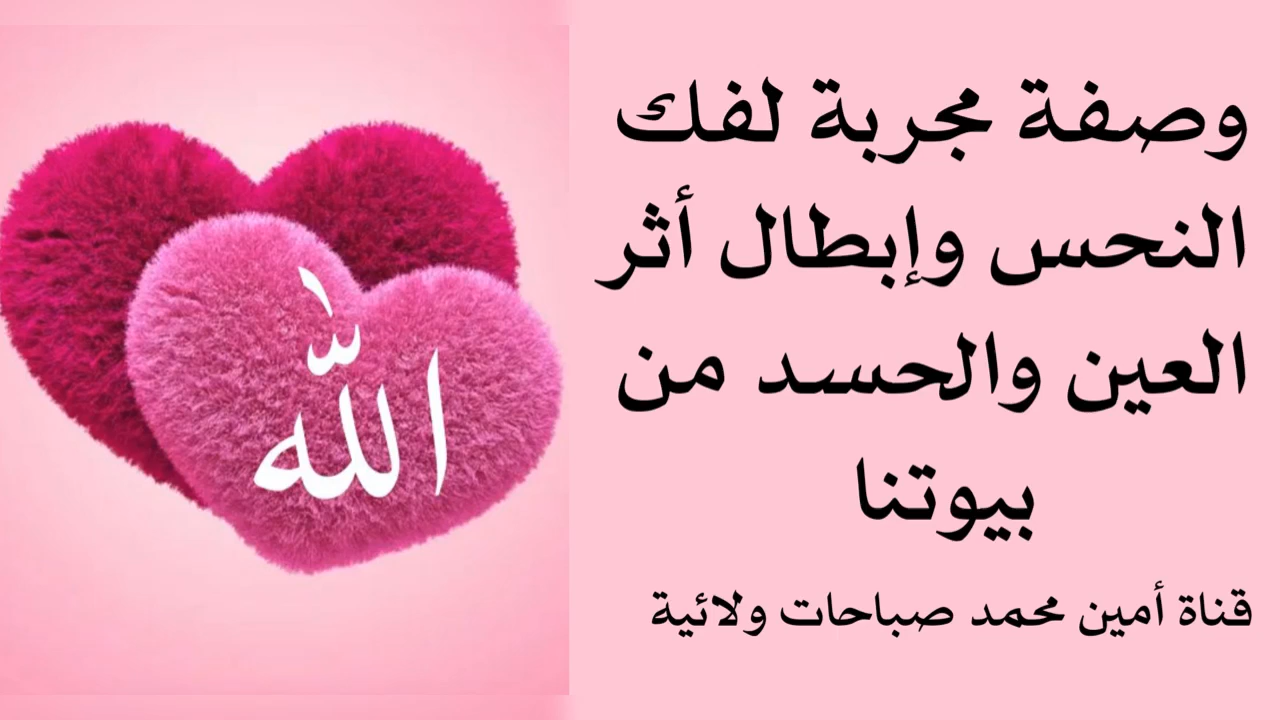 وصفة مجربة لفك
النحس وإبطال أثر
العين والحسد من
بيوتنا
قناة أمين محمد صباحات ولائية
الله